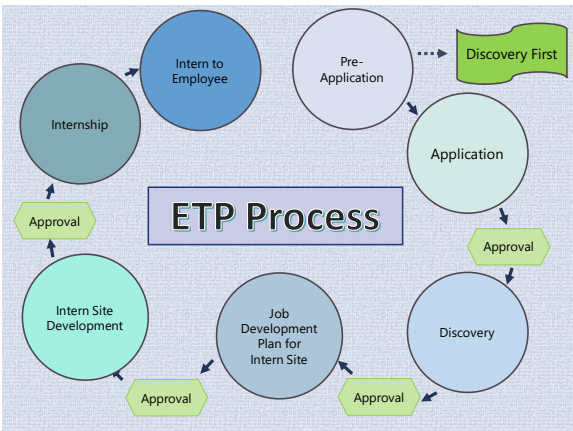 ETP Process
Pre-
Application
Discovery First
Application
Approval
Discovery
Approval
Job
Development
Plan for
Intern Site
Approval
Intern Site
Development
Approval
Internship
Intern to
Employee